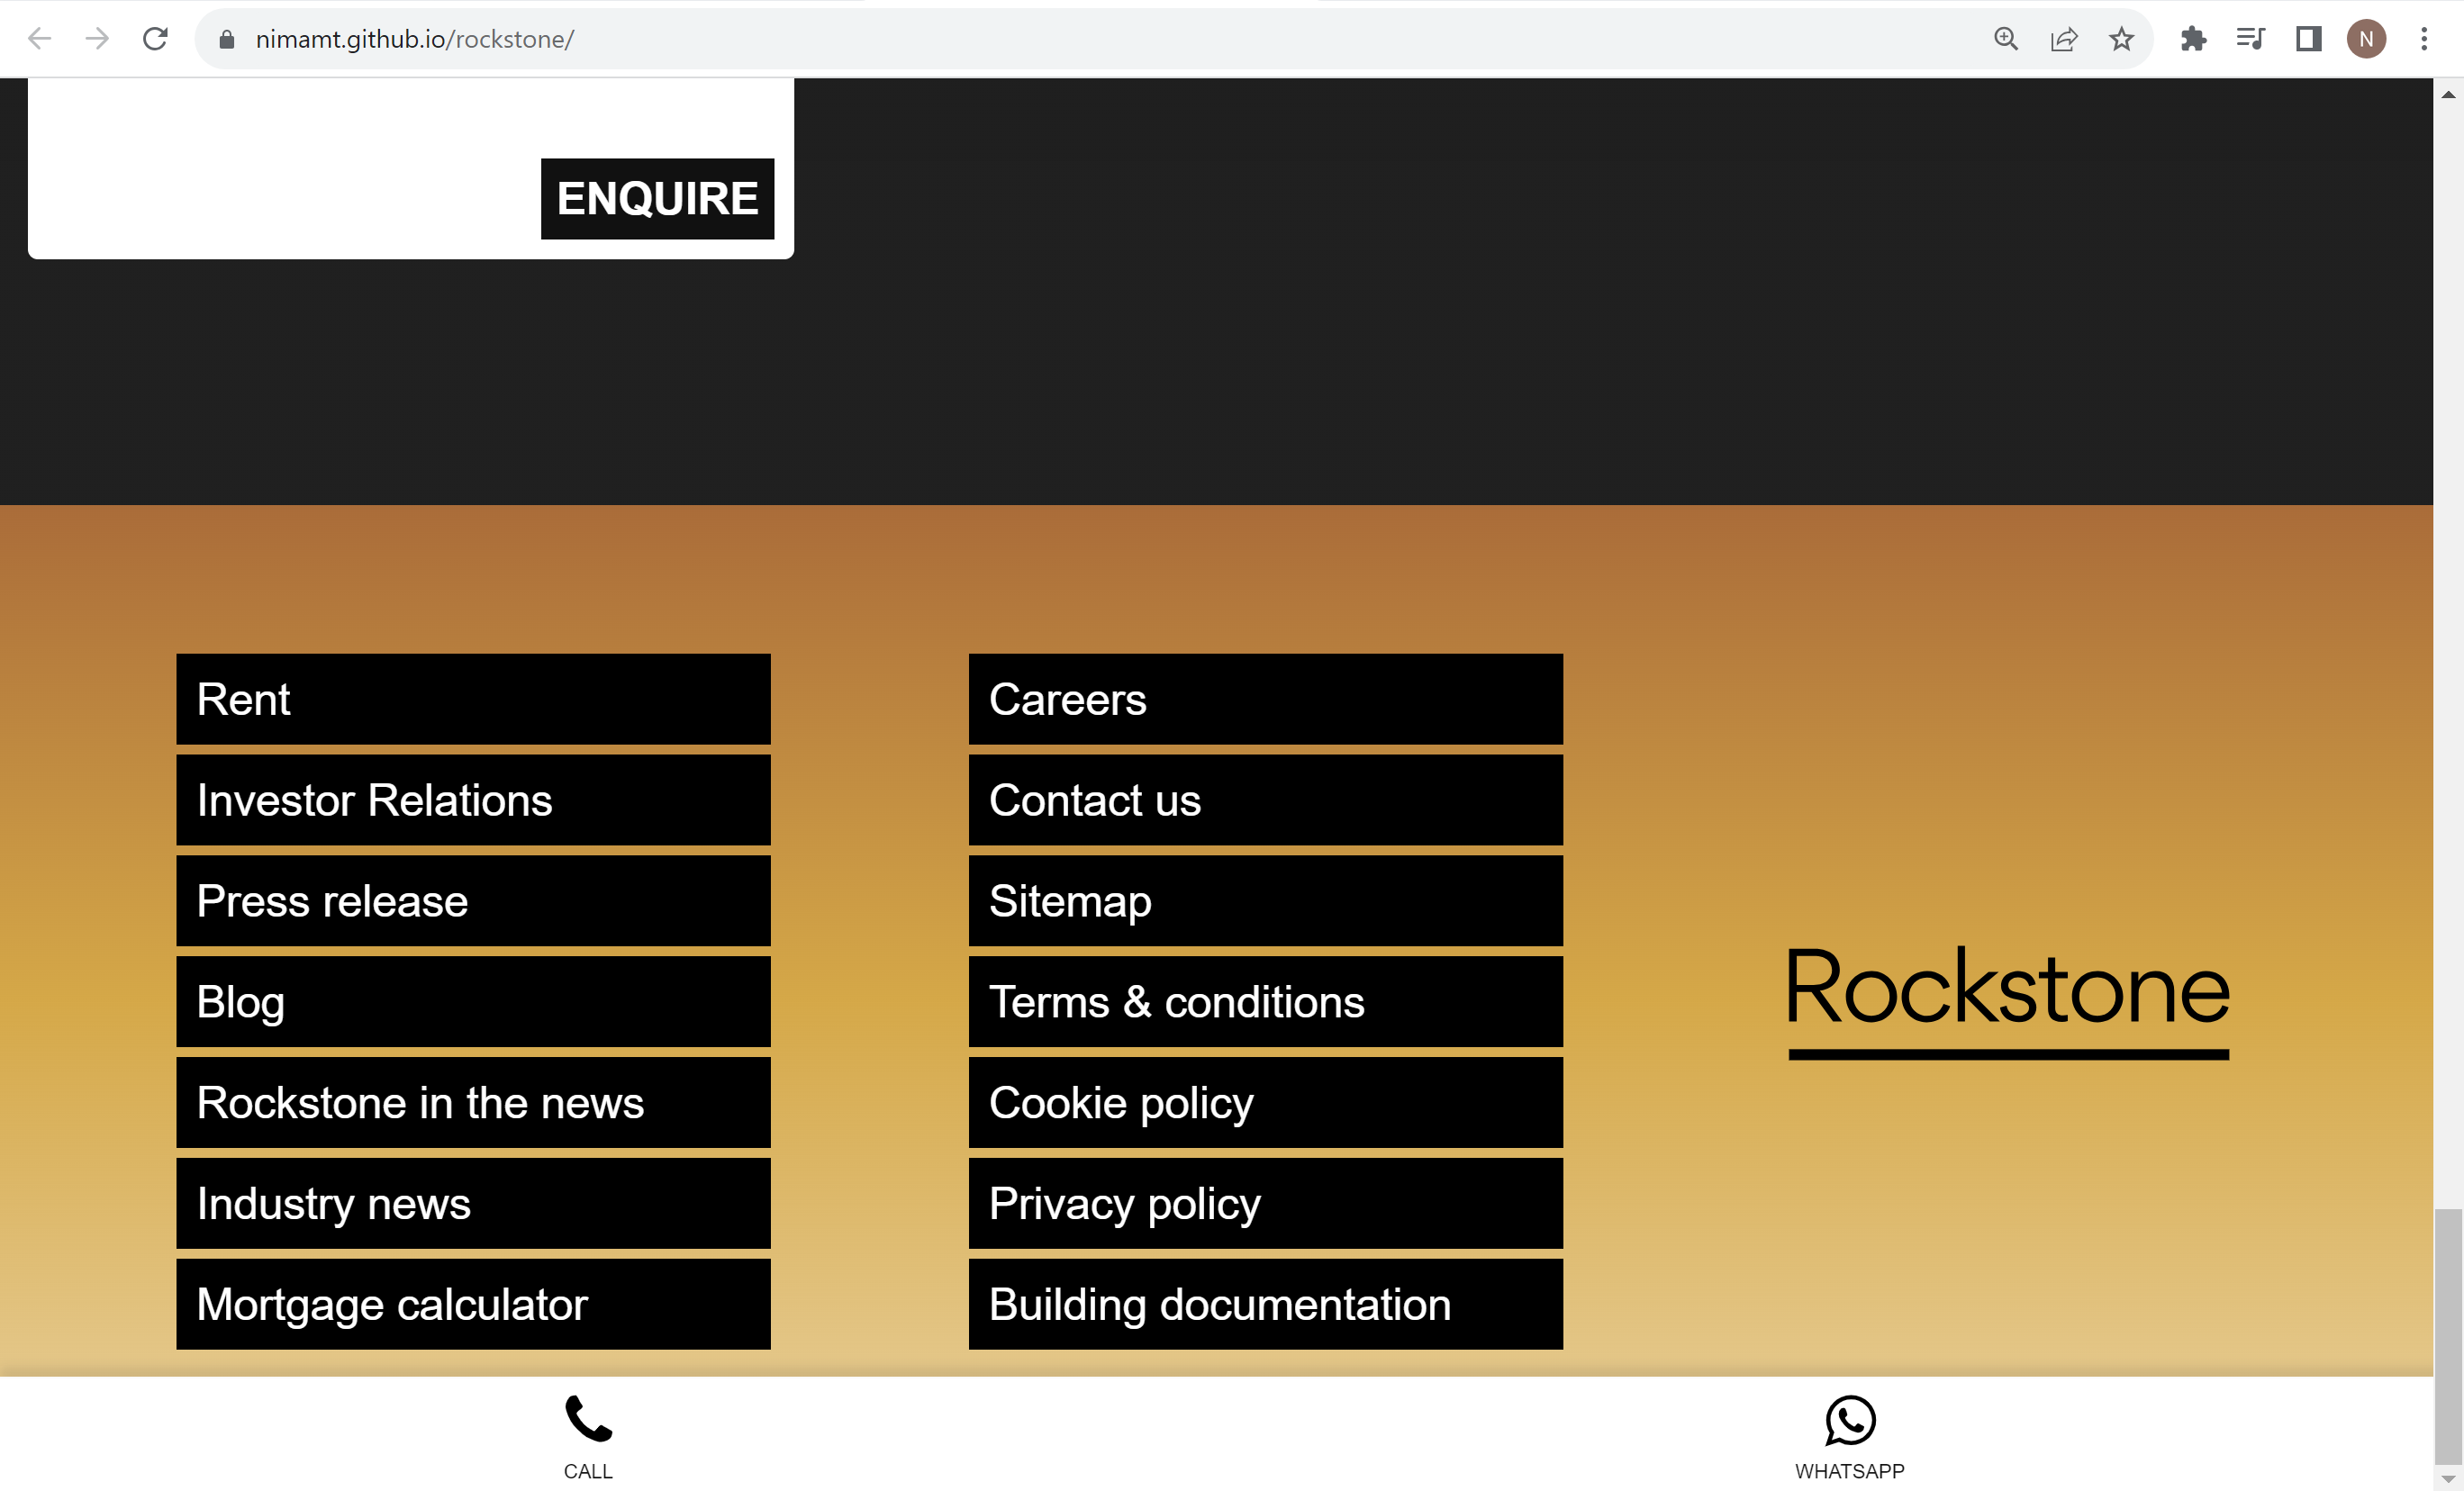 nimamt.github.io/rockstone/
N
ENQUIRE
Rent
Investor Relations
Press release
Blog
Rockstone in the news
Industry news
Mortgage calculator
Careers
Contact us
Sitemap
Terms & conditions
Cookie policy
Privacy policy
Building documentation
Rockstone
CALL
WHATSAPP